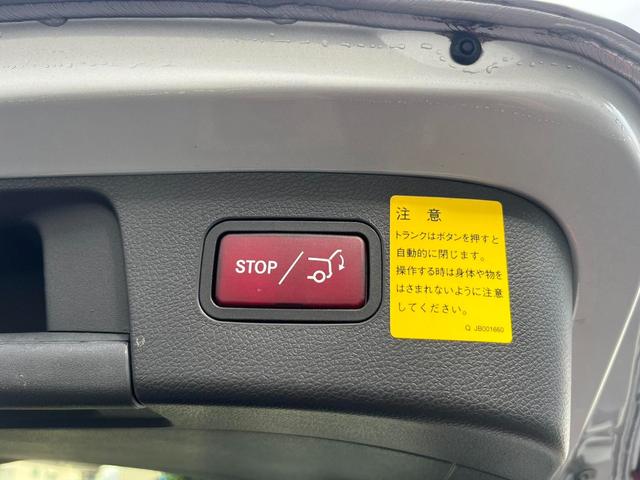 STOP /
注 意
トランクはボタンを押すと
自動的に閉じます。
操作する時は身体や物を
はさまれないように注意
してください。
Q JB001660